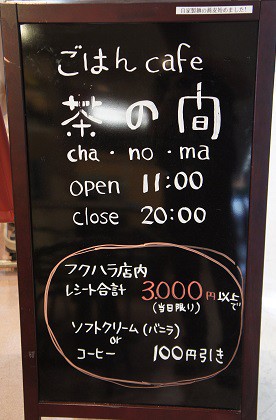 ごはん cafe
茶の間
cha・no・ma
open 11:00
close 20:00
フクハラ店内
レシート合計 3,000円以上で
(当日限り)
ソフトクリーム(バニラ)
or
コーヒー 100円引き